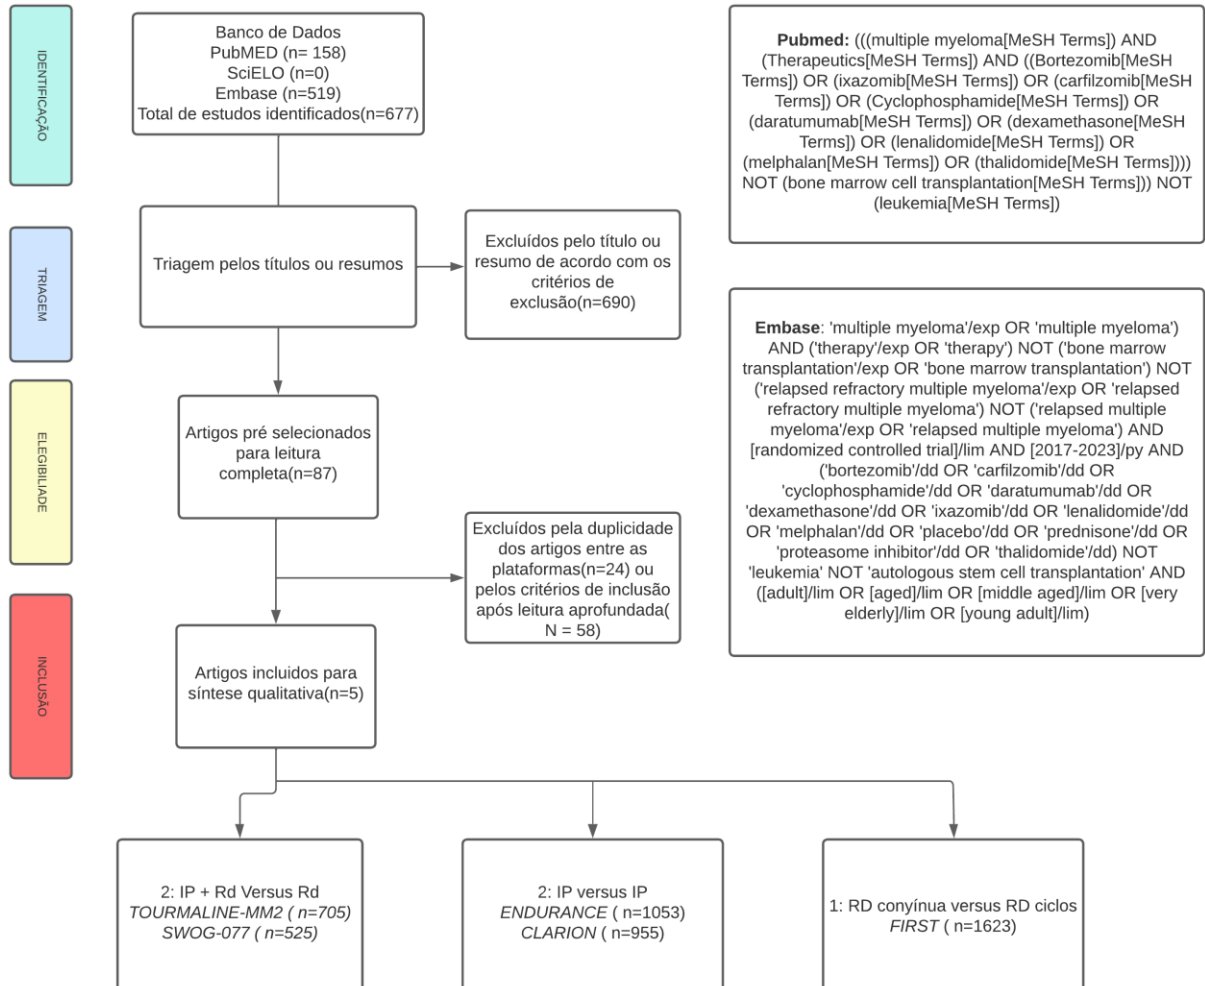 IDENTIFICAÇÃO
Banco de Dados
PubMED (n= 158)
SciELO (n=0)
Embase (n=519)
Total de estudos identificados(n=677)
Pubmed: (((multiple myeloma[MeSH Terms]) AND
(Therapeutics[MeSH Terms]) AND ((Bortezomib[MeSH
Terms]) OR (ixazomib[MeSH Terms]) OR (carfilzomib[MeSH
Terms]) OR (Cyclophosphamide[MeSH Terms]) OR
(daratumumab[MeSH Terms]) OR (dexamethasone[MeSH
Terms]) OR (lenalidomide[MeSH Terms]) OR
(melphalan[MeSH Terms]) OR (thalidomide[MeSH Terms])))
NOT (bone marrow cell transplantation[MeSH Terms])) NOT
(leukemia[MeSH Terms])
TRIAGEM
Triagem pelos títulos ou resumos
Excluídos pelo título ou
resumo de acordo com os
critérios de
exclusão(n=690)
Embase: 'multiple myeloma'/exp OR 'multiple myeloma')
AND ('therapy'/exp OR 'therapy') NOT ('bone marrow
transplantation'/exp OR 'bone marrow transplantation') NOT
('relapsed refractory multiple myeloma'/exp OR 'relapsed
refractory multiple myeloma') NOT ('relapsed multiple
myeloma'/exp OR 'relapsed multiple myeloma') AND
[randomized controlled trial]/lim AND [2017-2023]/py AND
('bortezomib'/dd OR 'carfilzomib'/dd OR
'cyclophosphamide'/dd OR 'daratumumab'/dd OR
'dexamethasone'/dd OR 'ixazomib'/dd OR 'lenalidomide'/dd
OR 'melphalan'/dd OR 'placebo'/dd OR 'prednisone'/dd OR
'proteasome inhibitor'/dd OR 'thalidomide'/dd) NOT
'leukemia' NOT 'autologous stem cell transplantation' AND
([adult]/lim OR [aged]/lim OR [middle aged]/lim OR [very
elderly]/lim OR [young adult]/lim)
ELEGIBILIADE
Artigos pré selecionados
para leitura
completa(n=87)
Excluídos pela duplicidade
dos artigos entre as
plataformas(n=24) ou
pelos critérios de inclusão
após leitura aprofundada(
N = 58)
INCLUSÃO
Artigos incluidos para
síntese qualitativa(n=5)
2: IP + Rd Versus Rd
TOURMALINE-MM2 ( n=705)
SWOG-077 ( n=525)
2: IP versus IP
ENDURANCE ( n=1053)
CLARION ( n=955)
1: RD conyínua versus RD ciclos
FIRST ( n=1623)